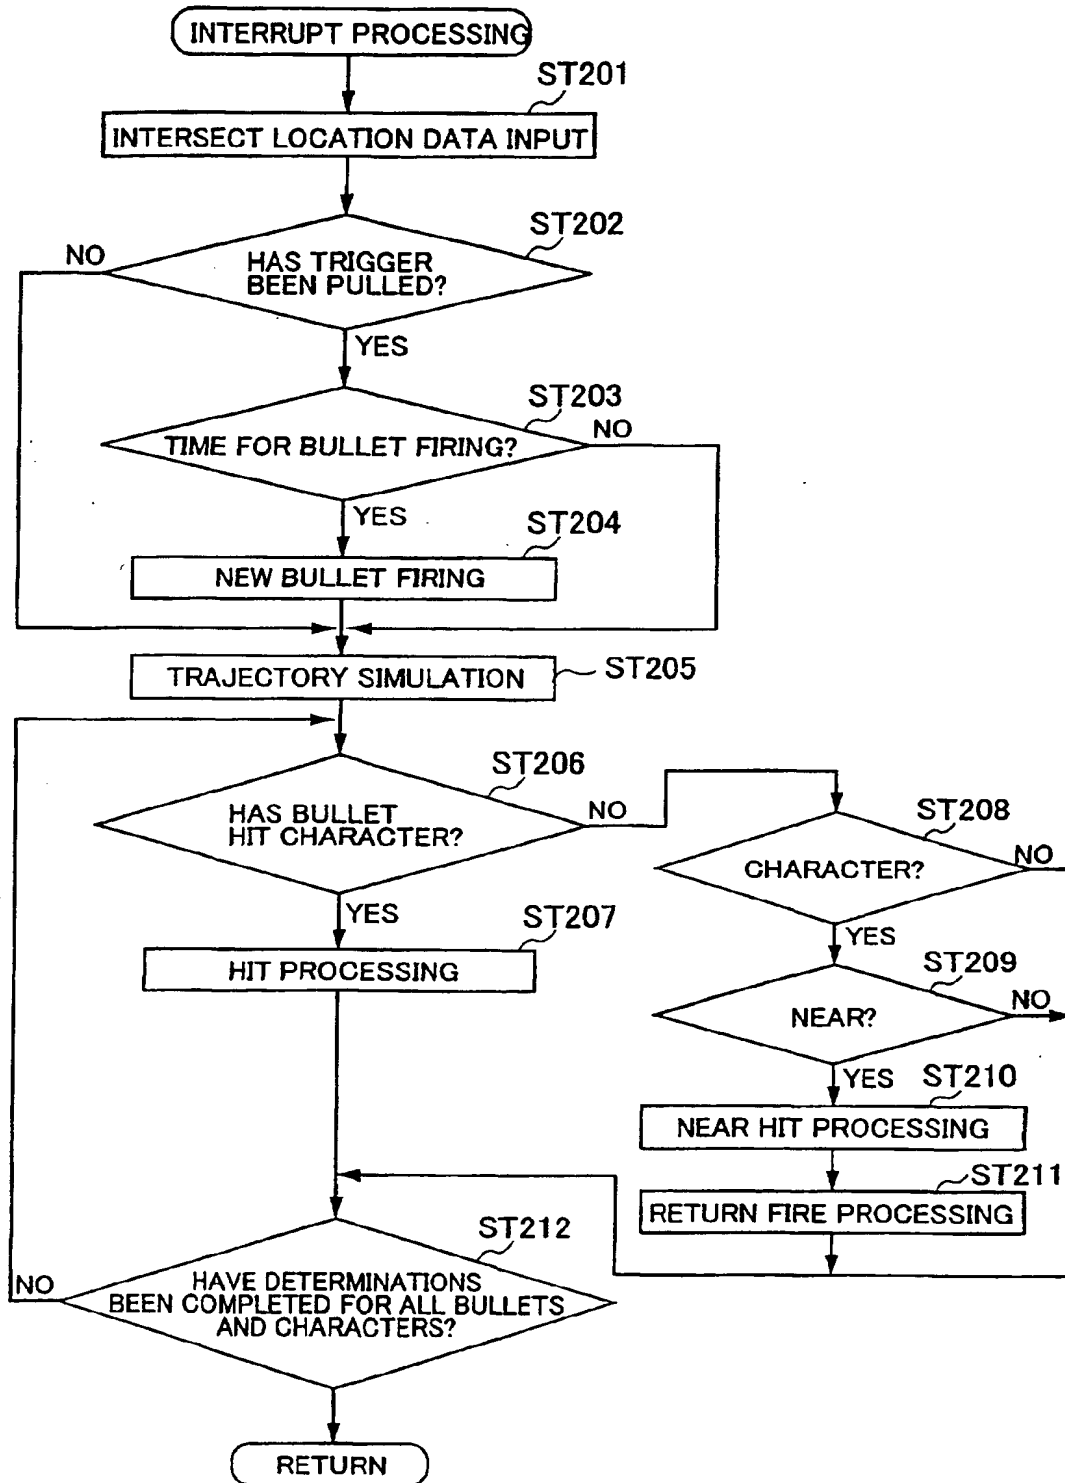 INTERRUPT PROCESSING
ST201
INTERSECT LOCATION DATA INPUT
ST202
NO
HAS TRIGGER
BEEN PULLED?
YES
ST203
TIME FOR BULLET FIRING?
NO
YES
ST204
NEW BULLET FIRING
TRAJECTORY SIMULATION
ST205
ST206
HAS BULLET
HIT CHARACTER?
NO
YES
ST207
HIT PROCESSING
ST208
CHARACTER?
NO
YES
ST209
NEAR?
NO
YES
ST210
NEAR HIT PROCESSING
ST211
RETURN FIRE PROCESSING
ST212
NO
HAVE DETERMINATIONS
BEEN COMPLETED FOR ALL BULLETS
AND CHARACTERS?
RETURN